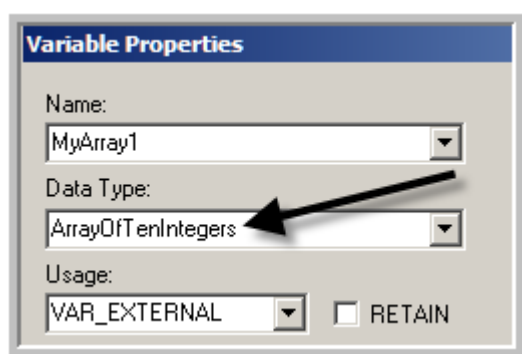 Variable Properties
Name:
MyArray1
Data Type:
ArrayOfTenIntegers
Usage:
VAR_EXTERNAL RETAIN